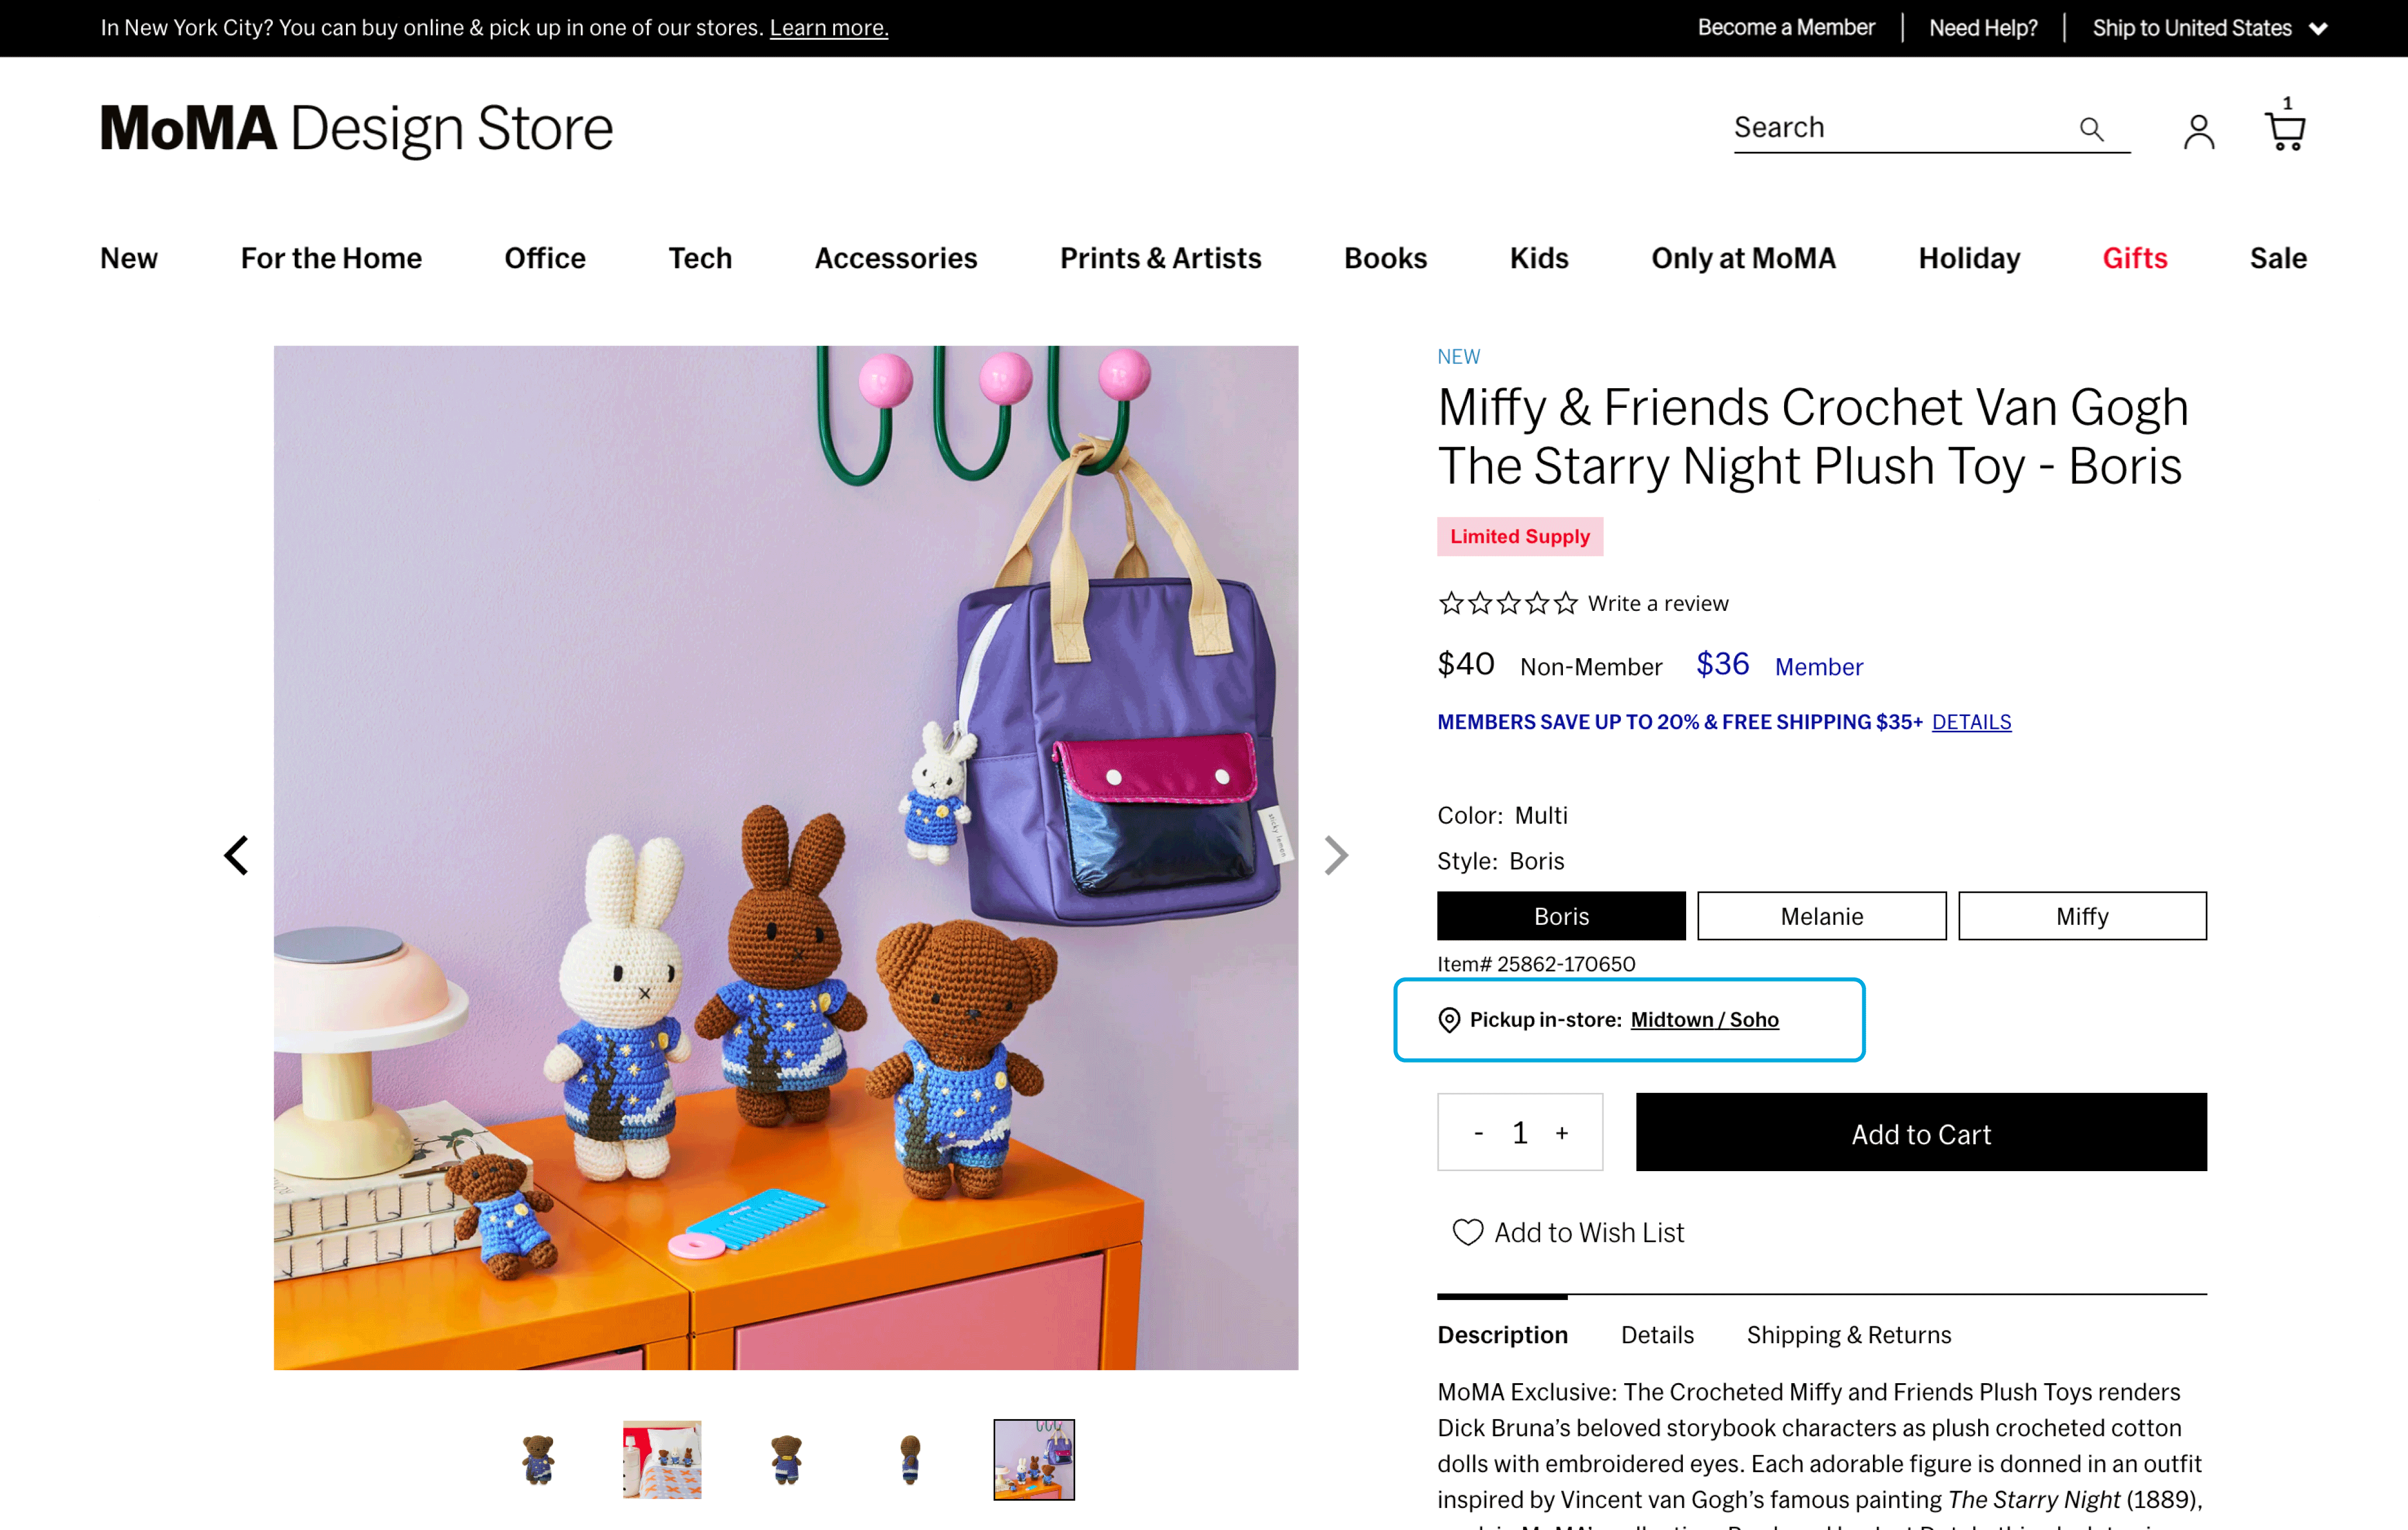 In New York City? You can buy online & pick up in one of our stores. Learn more.
Become a Member
Need Help?
Ship to United States
MoMA Design Store
Search
1
New
For the Home
Office
Tech
Accessories
Prints & Artists
Books
Kids
Only at MoMA
Holiday
Gifts
Sale
sticky lemon
NEW
Miffy & Friends Crochet Van Gogh
The Starry Night Plush Toy - Boris
Limited Supply
Write a review
$40 Non-Member $36 Member
MEMBERS SAVE UP TO 20% & FREE SHIPPING $35+ DETAILS
Color: Multi
Style: Boris
Boris
Melanie
Miffy
Item# 25862-170650
Pickup in-store: Midtown / Soho
- 1 +
Add to Cart
Add to Wish List
Description
Details
Shipping & Returns
MoMA Exclusive: The Crocheted Miffy and Friends Plush Toys renders
Dick Bruna’s beloved storybook characters as plush crocheted cotton
dolls with embroidered eyes. Each adorable figure is donned in an outfit
inspired by Vincent van Gogh’s famous painting The Starry Night (1889),